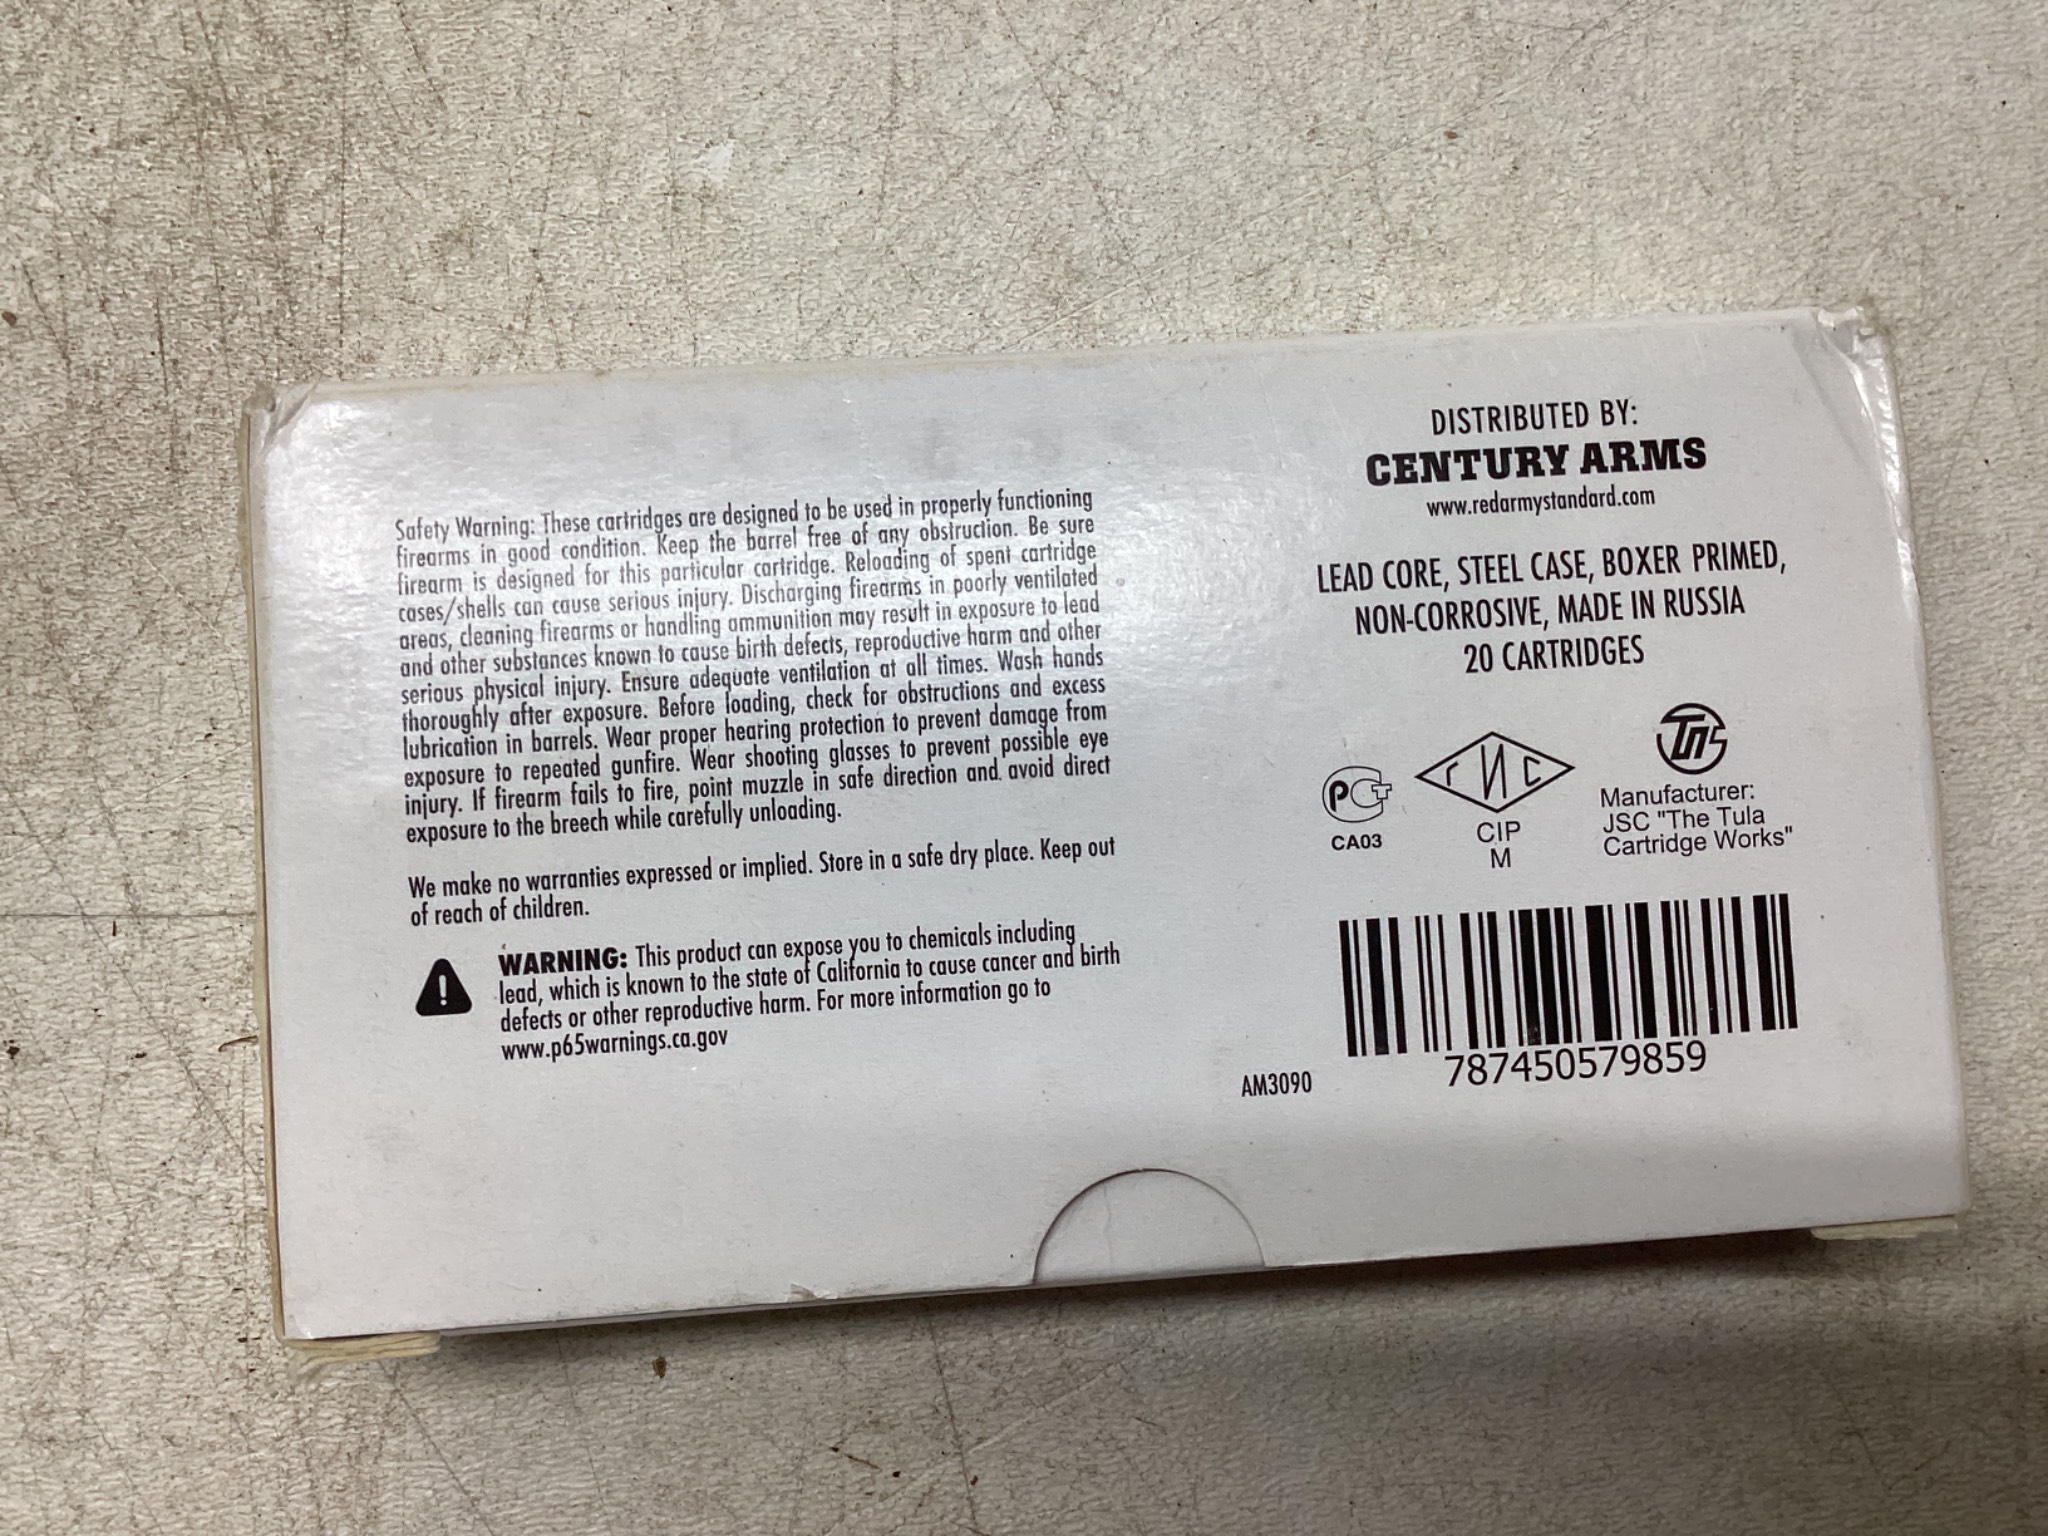 Safety Warning: These cartridges are designed to be used in properly functioning
firearms in good condition. Keep the barrel free of any obstruction. Be sure
firearm is designed for this particular cartridge. Reloading of spent cartridge
cases/shells can cause serious injury. Discharging firearms in poorly ventilated
areas, cleaning firearms or handling ammunition may result in exposure to lead
and other substances known to cause birth defects, reproductive harm and other
serious physical injury. Ensure adequate ventilation at all times. Wash hands
thoroughly after exposure. Before loading, check for obstructions and excess
lubrication in barrels. Wear proper hearing protection to prevent damage from
exposure to repeated gunfire. Wear shooting glasses to prevent possible eye
injury. If firearm fails to fire, point muzzle in safe direction and avoid direct
exposure to the breech while carefully unloading.
We make no warranties expressed or implied. Store in a safe dry place. Keep out
of reach of children.
WARNING: This product can expose you to chemicals including
lead, which is known to the state of California to cause cancer and birth
defects or other reproductive harm. For more information go to
www.p65warnings.ca.gov
DISTRIBUTED BY:
CENTURY ARMS
www.redarmystandard.com
LEAD CORE, STEEL CASE, BOXER PRIMED,
NON-CORROSIVE, MADE IN RUSSIA
20 CARTRIDGES
РСТ
CA03
ГИС
CIP
M
ТПЗ
Manufacturer:
JSC "The Tula
Cartridge Works"
AM3090
787450579859